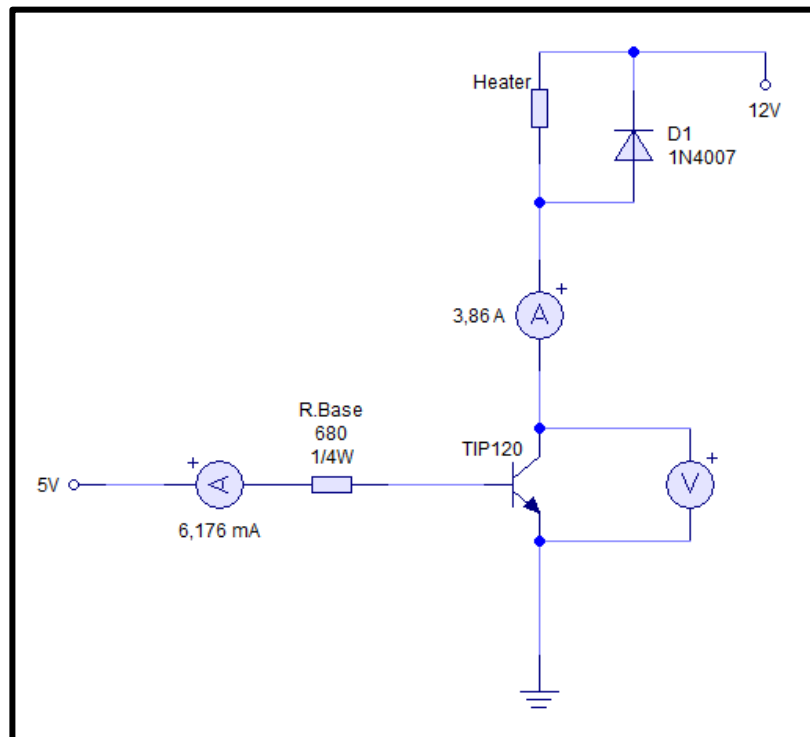 Heater
12V
D1
1N4007
3,86 A
A
R.Base
680
1/4W
TIP120
5V
A
V
6,176 mA